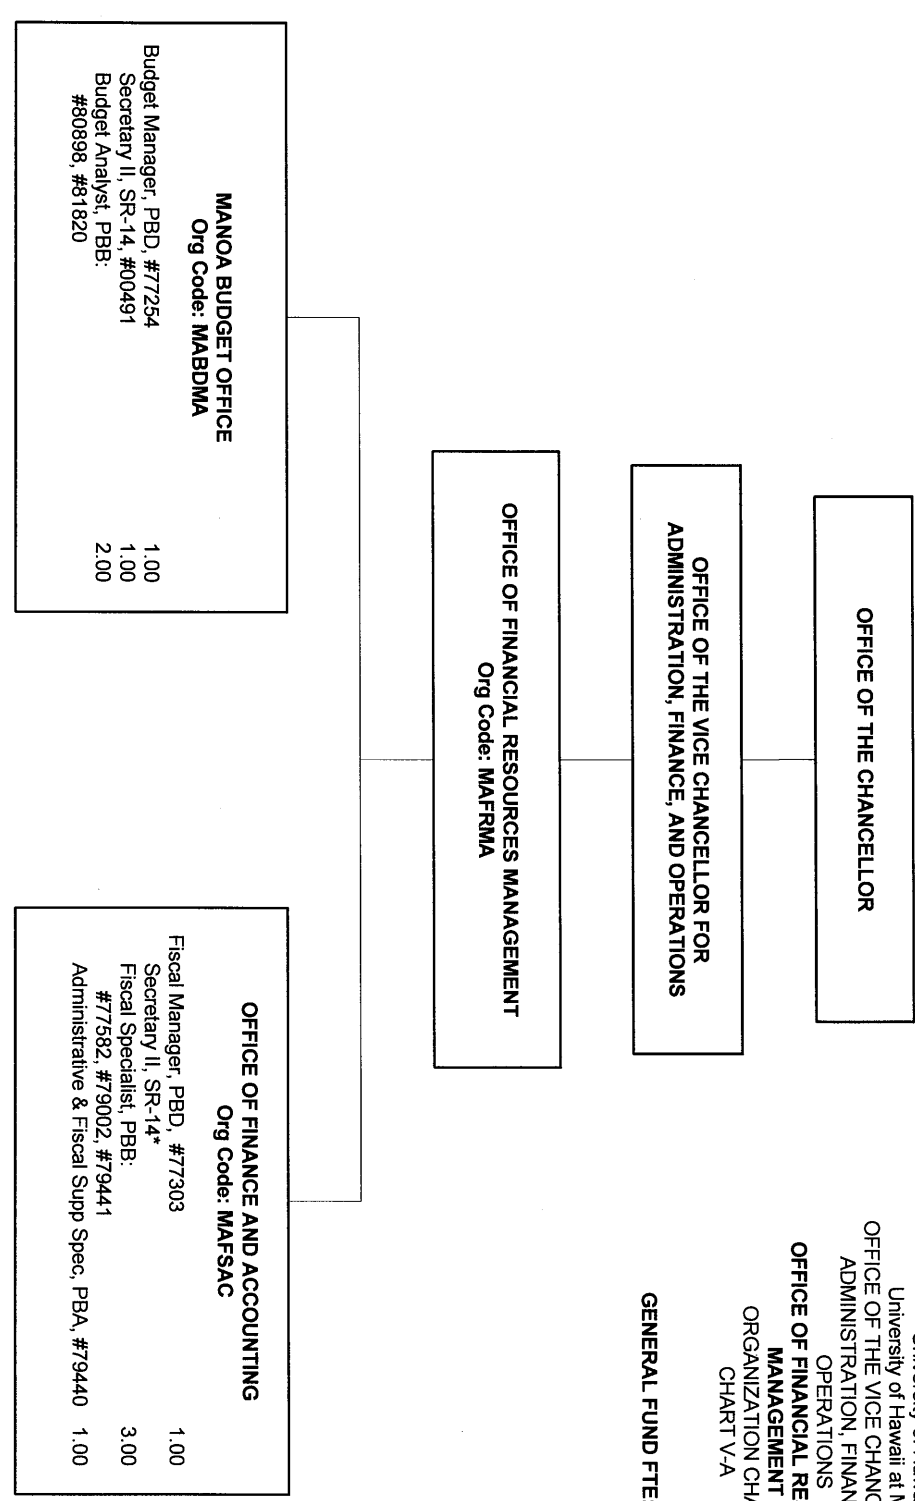 University of Hawaii at M
OFFICE OF THE VICE CHANC
ADMINISTRATION, FINAN
OPERATIONS
OFFICE OF FINANCIAL RE
MANAGEMENT
ORGANIZATION CHA
CHART V-A
GENERAL FUND FTE
OFFICE OF THE CHANCELLOR
OFFICE OF THE VICE CHANCELLOR FOR
ADMINISTRATION, FINANCE, AND OPERATIONS
OFFICE OF FINANCIAL RESOURCES MANAGEMENT
Org Code: MAFRMA
MANOA BUDGET OFFICE
Org Code: MABDMA
Budget Manager, PBD, #77254 1.00
Secretary II, SR-14, #00491 1.00
Budget Analyst, PBB: 2.00
#80898, #81820
OFFICE OF FINANCE AND ACCOUNTING
Org Code: MAFSAC
Fiscal Manager, PBD, #77303 1.00
Secretary II, SR-14*
Fiscal Specialist, PBB: 3.00
#77582, #79002, #79441
Administrative & Fiscal Supp Spec, PBA, #79440 1.00